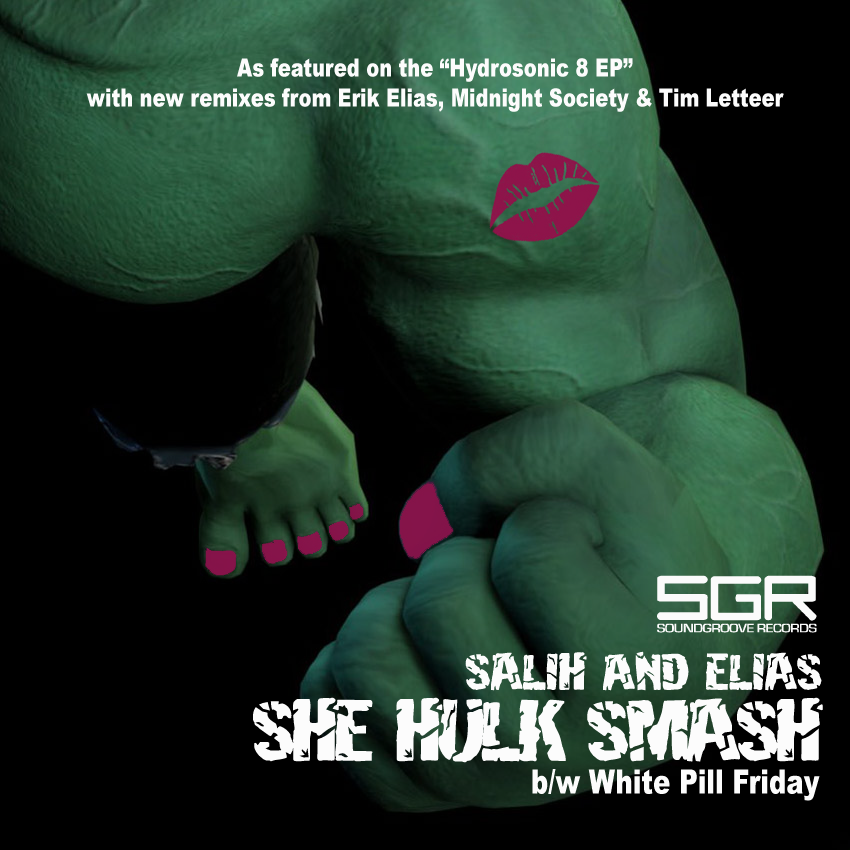 As featured on the “Hydrosonic 8 EP”
with new remixes from Erik Elias, Midnight Society & Tim Letteer
SGR
SOUNDGROOVE RECORDS
SALIH AND ELIAS
SHE HULK SMASH
b/w White Pill Friday